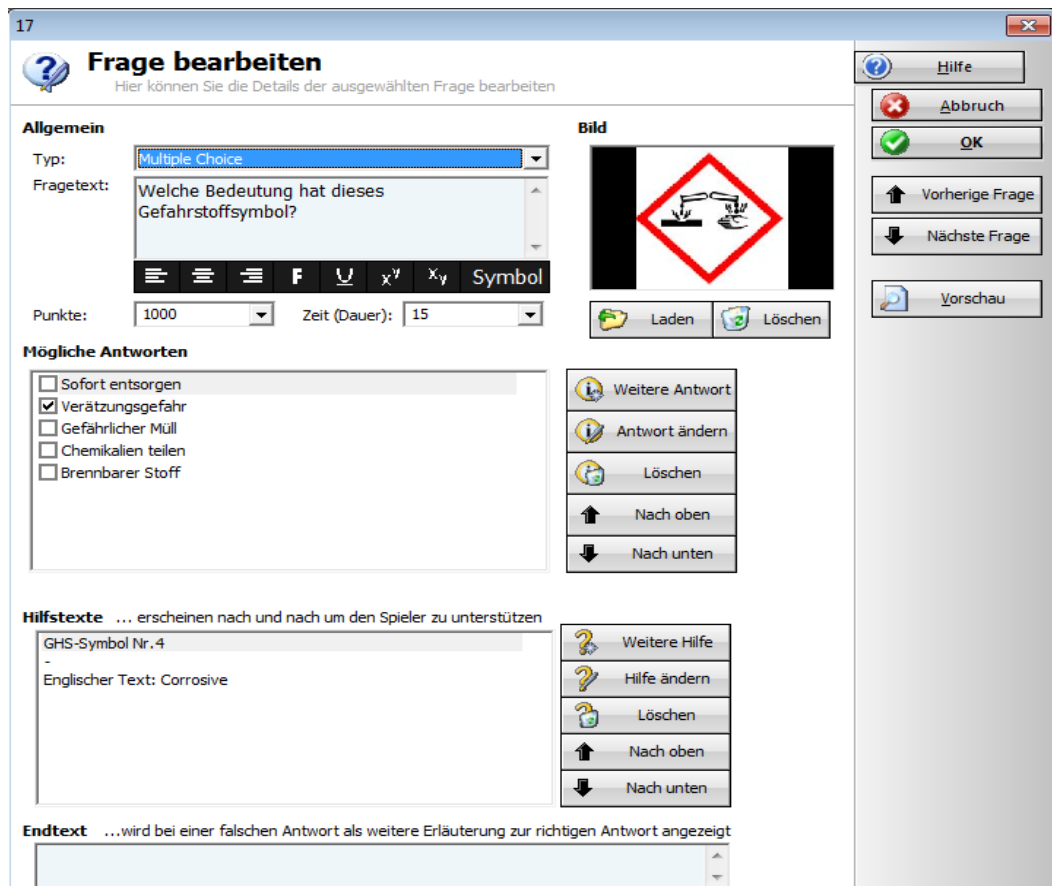 17
Frage bearbeiten
Hier können Sie die Details der ausgewählten Frage bearbeiten
Hilfe
Abbruch
OK
Vorherige Frage
Nächste Frage
Vorschau
Allgemein
Typ:
Multiple Choice
Fragetext:
Welche Bedeutung hat dieses
Gefahrstoffsymbol?
F U x^y x_y Symbol
Punkte:
1000
Zeit (Dauer):
15
Bild
Laden
Löschen
Mögliche Antworten
Sofort entsorgen
Verätzungsgefahr
Gefährlicher Müll
Chemikalien teilen
Brennbarer Stoff
Weitere Antwort
Antwort ändern
Löschen
Nach oben
Nach unten
Hilfstexte ... erscheinen nach und nach um den Spieler zu unterstützen
GHS-Symbol Nr.4
-
Englischer Text: Corrosive
Weitere Hilfe
Hilfe ändern
Löschen
Nach oben
Nach unten
Endtext ...wird bei einer falschen Antwort als weitere Erläuterung zur richtigen Antwort angezeigt